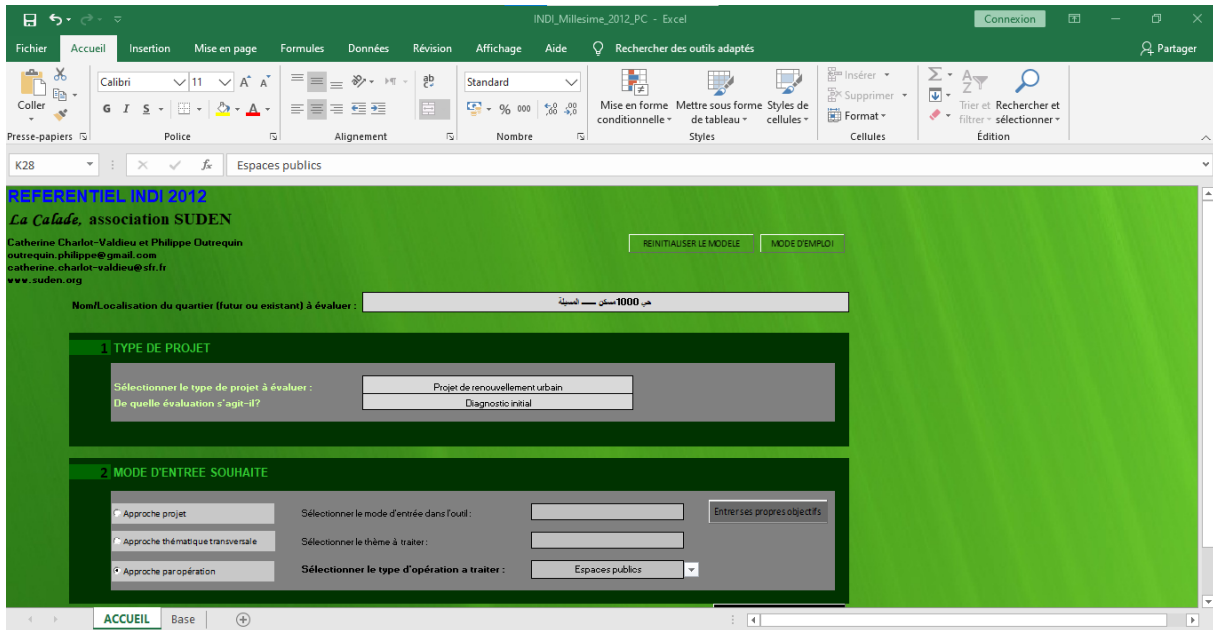 INDI_Millesime_2012_PC - Excel
Connexion
Fichier Accueil Insertion Mise en page Formules Données Révision Affichage Aide Rechercher des outils adaptés Partager
Coller
Calibri 11 A A
Standard
G I S
% 000
Mise en forme conditionnelle
Mettre sous forme de tableau
Styles de cellules
Insérer
Supprimer
Format
Trier et filtrer
Rechercher et sélectionner
Presse-papiers Police Alignement Nombre Styles Cellules Édition
K28 fx Espaces publics
REFERENTIEL INDI 2012
La Calade, association SUDEN
Catherine Charlot-Valdieu et Philippe Outrequin
outrequin.philippe@gmail.com
catherine.charlot-valdieu@sfr.fr
www.suden.org
REINITIALISER LE MODELE MODE D'EMPLOI
Nom/Localisation du quartier (futur ou existant) à évaluer : حي 1000مسكن ــــ المسيلة
1 TYPE DE PROJET
Sélectionner le type de projet à évaluer : Projet de renouvellement urbain
De quelle évaluation s'agit-il? Diagnostic initial
2 MODE D'ENTREE SOUHAITE
Approche projet Sélectionner le mode d'entrée dans l'outil : Entrer ses propres objectifs
Approche thématique transversale Sélectionner le thème à traiter :
Approche par opération Sélectionner le type d'opération a traiter : Espaces publics
ACCUEIL Base